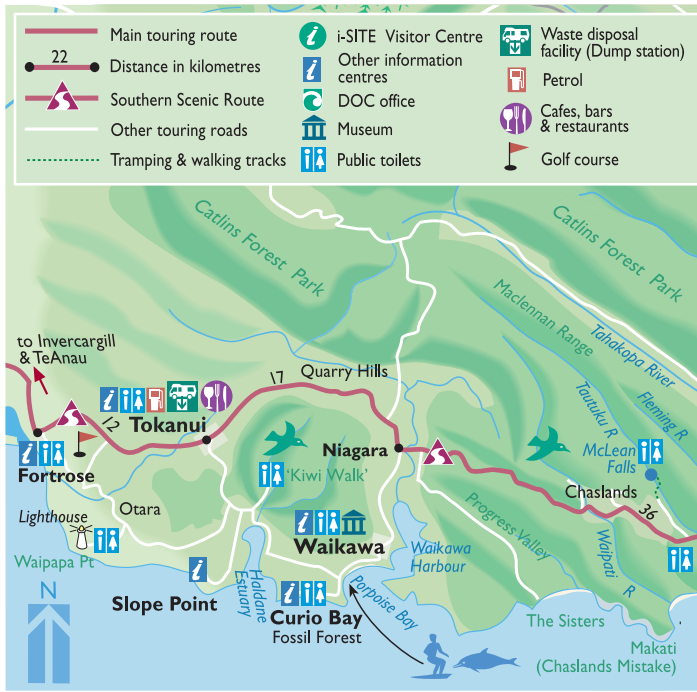 Main touring route
22
Distance in kilometres
Southern Scenic Route
Other touring roads
Tramping & walking tracks
i-SITE Visitor Centre
Other information
centres
DOC office
Museum
Public toilets
Waste disposal
facility (Dump station)
Petrol
Cafes, bars
& restaurants
Golf course
Catlins Forest Park
Catlins Forest Park
Maclennan Range
Tahakopa River
Fleming R
Tautuku R
to Invercargill
& TeAnau
17
Quarry Hills
12
Tokanui
Niagara
McLean
Falls
Fortrose
'Kiwi Walk'
Chaslands
36
Lighthouse
Otara
Progress Valley
Waipati R
Waikawa
Waikawa
Harbour
Waipapa Pt
Haldane
Estuary
Porpoise Bay
N
Slope Point
Curio Bay
Fossil Forest
The Sisters
Makati
(Chaslands Mistake)